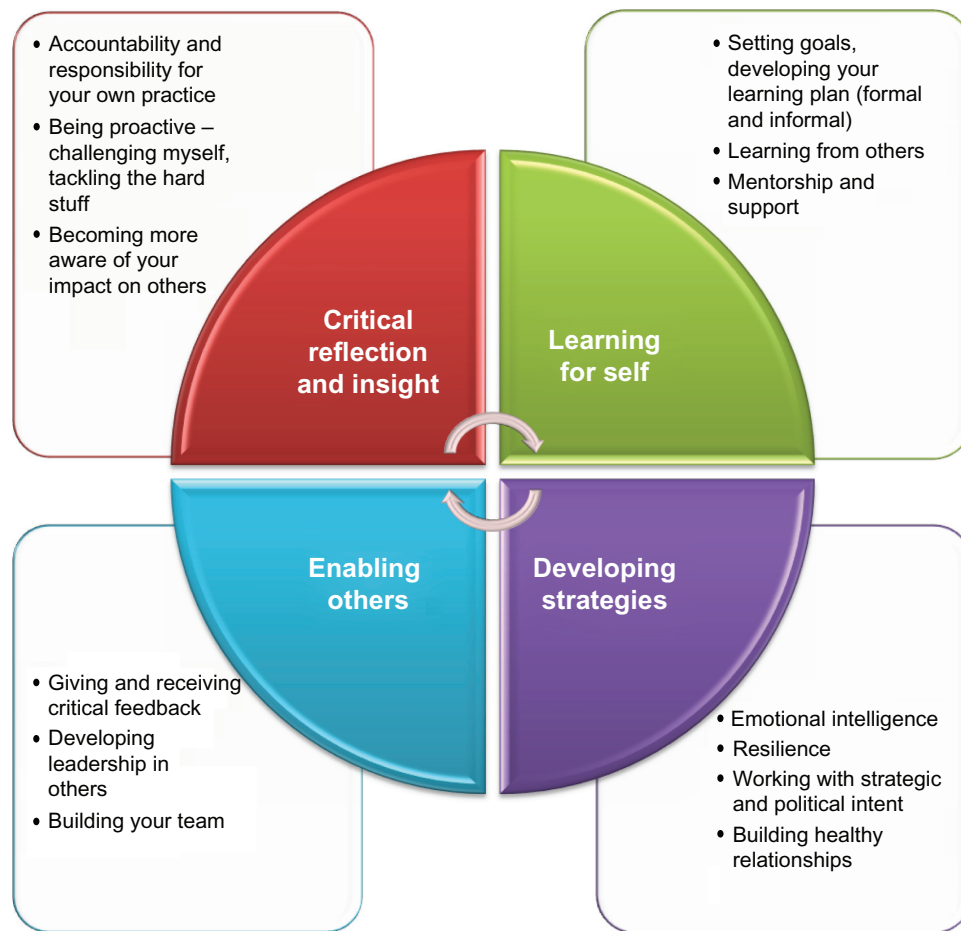 • Accountability and
responsibility for
your own practice
• Being proactive –
challenging myself,
tackling the hard
stuff
• Becoming more
aware of your
impact on others
• Setting goals,
developing your
learning plan (formal
and informal)
• Learning from others
• Mentorship and
support
Critical
reflection
and insight
Learning
for self
Enabling
others
Developing
strategies
• Giving and receiving
critical feedback
• Developing
leadership in
others
• Building your team
• Emotional intelligence
• Resilience
• Working with strategic
and political intent
• Building healthy
relationships